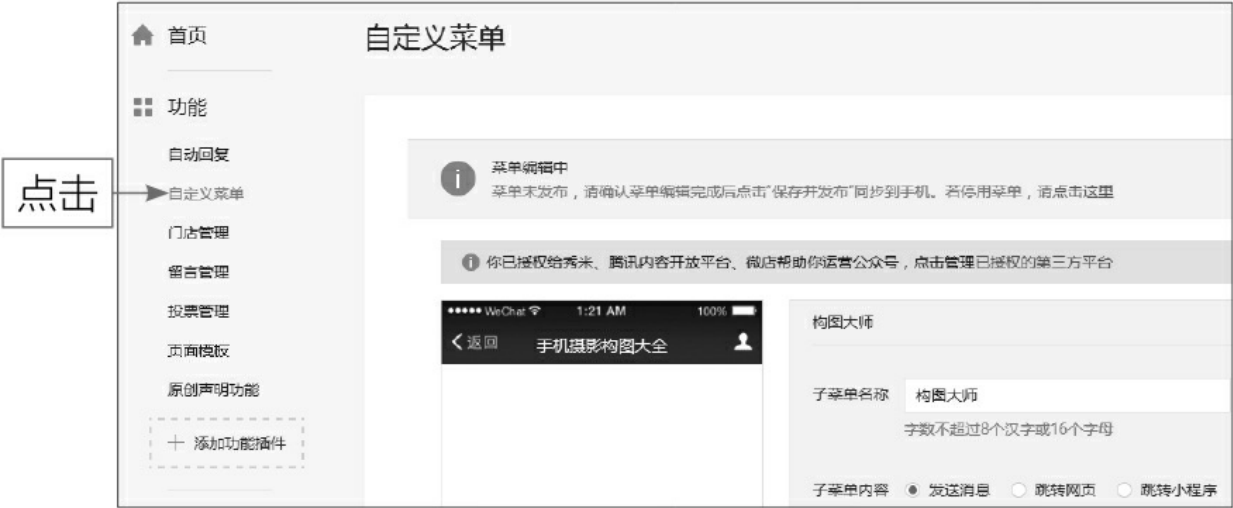 首页
功能
自动回复
点击
自定义菜单
门店管理
留言管理
投票管理
页面模板
原创声明功能
+ 添加功能插件
自定义菜单
菜单编辑中
菜单未发布，请确认菜单编辑完成后点击“保存并发布”同步到手机。若停用菜单，请点击这里
你已授权给秀米、腾讯内容开放平台、微店帮助你运营公众号，点击管理已授权的第三方平台
WeChat 1:21 AM 100%
返回 手机摄影构图大全
构图大师
子菜单名称 构图大师
字数不超过8个汉字或16个字母
子菜单内容 发送消息 跳转网页 跳转小程序